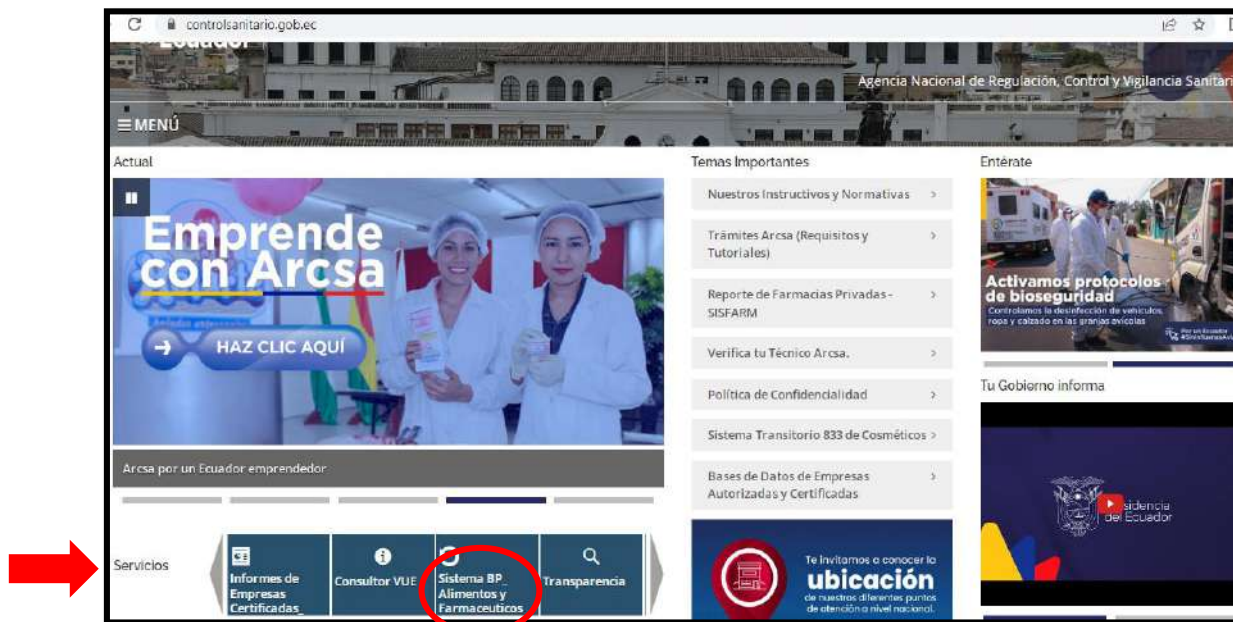 controlsanitario.gob.ec
Ecuador
Agencia Nacional de Regulación, Control y Vigilancia Sanitari
MENÚ
Actual
Emprende
con Arcsa
HAZ CLIC AQUÍ
Arcsa por un Ecuador emprendedor
Temas Importantes
Nuestros Instructivos y Normativas
Trámites Arcsa (Requisitos y
Tutoriales)
Reporte de Farmacias Privadas -
SISFARM
Verifica tu Técnico Arcsa.
Política de Confidencialidad
Sistema Transitorio 833 de Cosméticos
Bases de Datos de Empresas
Autorizadas y Certificadas
Te invitamos a conocer la
ubicación
de nuestros diferentes puntos
de atención a nivel nacional.
Entérate
Activamos protocolos
de bioseguridad
Controlamos la desinfección de vehículos,
ropa y calzado en las granjas avícolas
Por un Ecuador
Tu Gobierno informa
sidencia
del Ecuador
Servicios
Informes de
Empresas
Certificadas_
Consultor VUE
Sistema BP_
Alimentos y
Farmaceuticos
Transparencia